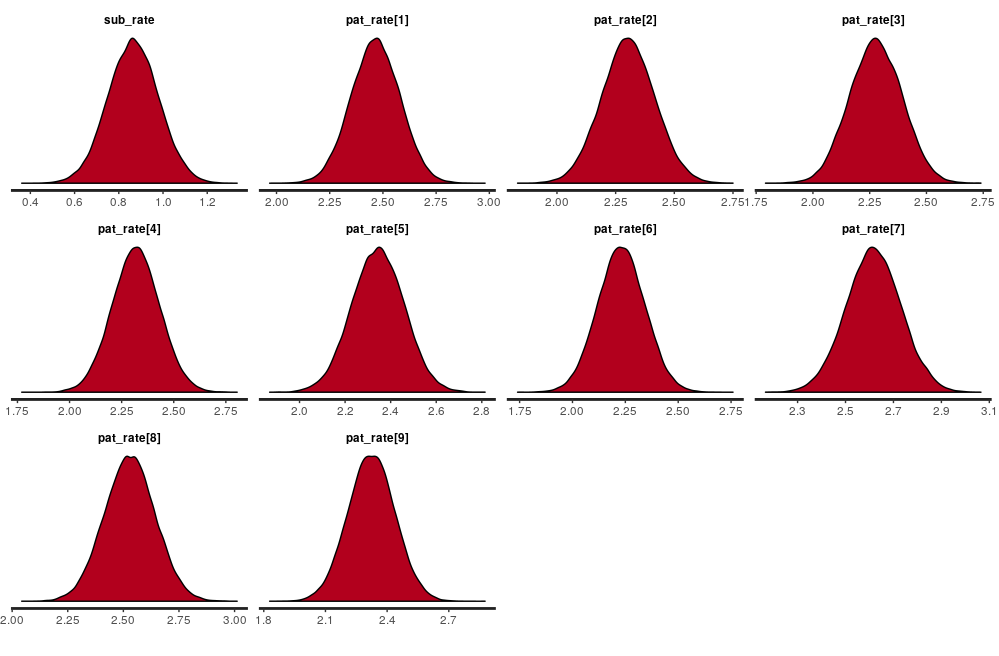 sub_rate pat_rate[1] pat_rate[2] pat_rate[3]
0.4 0.6 0.8 1.0 1.2 2.00 2.25 2.50 2.75 3.00 2.00 2.25 2.50 2.75 1.75 2.00 2.25 2.50 2.75
pat_rate[4] pat_rate[5] pat_rate[6] pat_rate[7]
1.75 2.00 2.25 2.50 2.75 2.0 2.2 2.4 2.6 2.8 1.75 2.00 2.25 2.50 2.75 2.3 2.5 2.7 2.9 3.1
pat_rate[8] pat_rate[9]
2.00 2.25 2.50 2.75 3.00 1.8 2.1 2.4 2.7